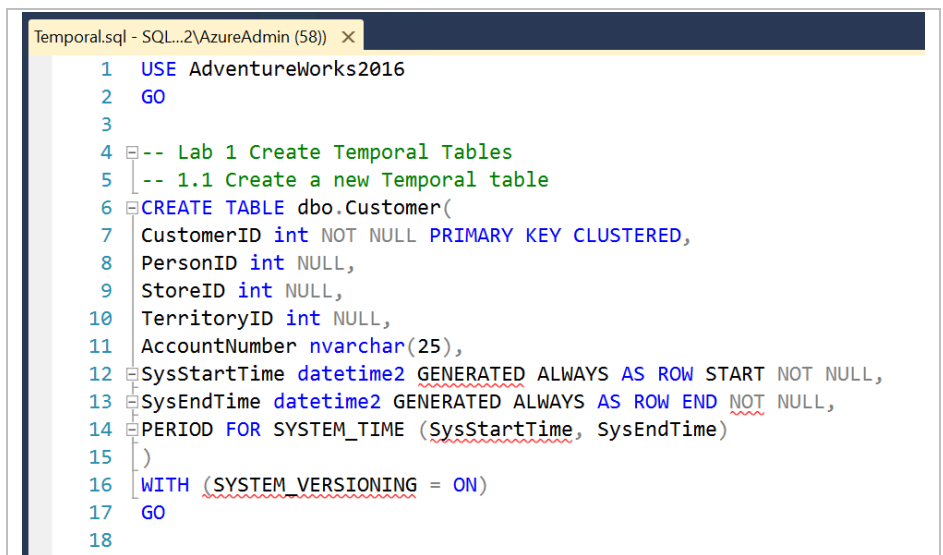 Temporal.sql - SQL...2\AzureAdmin (58))
1 USE AdventureWorks2016
2 GO
3
4 -- Lab 1 Create Temporal Tables
5 -- 1.1 Create a new Temporal table
6 CREATE TABLE dbo.Customer(
7 CustomerID int NOT NULL PRIMARY KEY CLUSTERED,
8 PersonID int NULL,
9 StoreID int NULL,
10 TerritoryID int NULL,
11 AccountNumber nvarchar(25),
12 SysStartTime datetime2 GENERATED ALWAYS AS ROW START NOT NULL,
13 SysEndTime datetime2 GENERATED ALWAYS AS ROW END NOT NULL,
14 PERIOD FOR SYSTEM_TIME (SysStartTime, SysEndTime)
15 )
16 WITH (SYSTEM_VERSIONING = ON)
17 GO
18